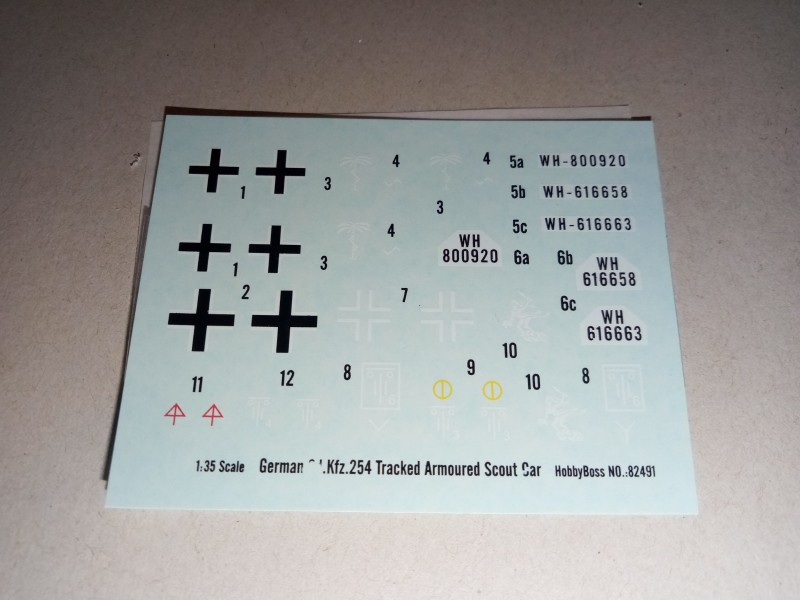 4 4 5a WH-800920
1 3 5b WH-616658
3 5c WH-616663
4 WH 800920 6a 6b WH 616658
1 3
2 7 6c WH 616663
10
11 12 8 9 10 8
1:35 Scale German .Kfz.254 Tracked Armoured Scout Car HobbyBoss NO.:82491